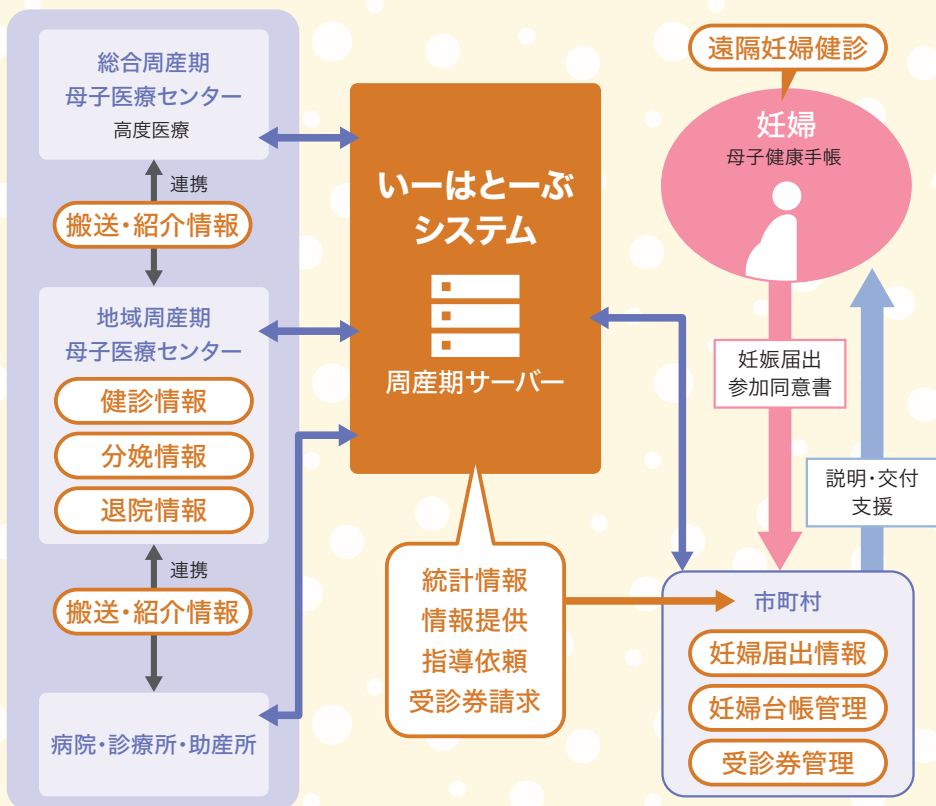 総合周産期
母子医療センター
高度医療
連携
搬送・紹介情報
地域周産期
母子医療センター
健診情報
分娩情報
退院情報
連携
搬送・紹介情報
病院・診療所・助産所
いーはとーぶ
システム
周産期サーバー
統計情報
情報提供
指導依頼
受診券請求
遠隔妊婦健診
妊婦
母子健康手帳
妊娠届出
参加同意書
説明・交付
支援
市町村
妊婦届出情報
妊婦台帳管理
受診券管理